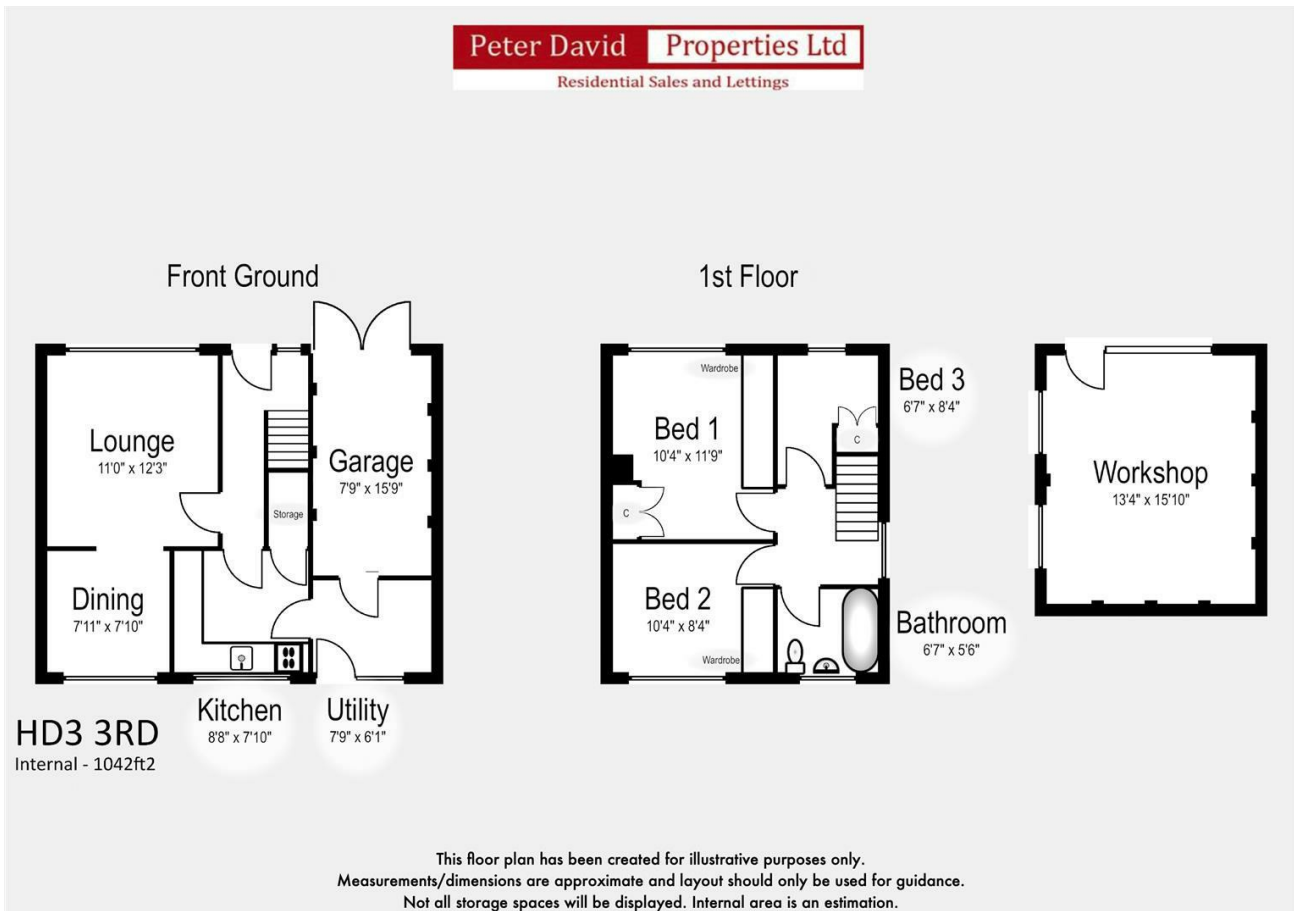 Peter David Properties Ltd
Residential Sales and Lettings
Front Ground
1st Floor
Lounge
11'0" x 12'3"
Garage
7'9" x 15'9"
Storage
Dining
7'11" x 7'10"
Kitchen
8'8" x 7'10"
Utility
7'9" x 6'1"
Wardrobe
Bed 1
10'4" x 11'9"
C
Bed 3
6'7" x 8'4"
C
Bed 2
10'4" x 8'4"
Wardrobe
Bathroom
6'7" x 5'6"
Workshop
13'4" x 15'10"
HD3 3RD
Internal - 1042ft2
This floor plan has been created for illustrative purposes only.
Measurements/dimensions are approximate and layout should only be used for guidance.
Not all storage spaces will be displayed. Internal area is an estimation.